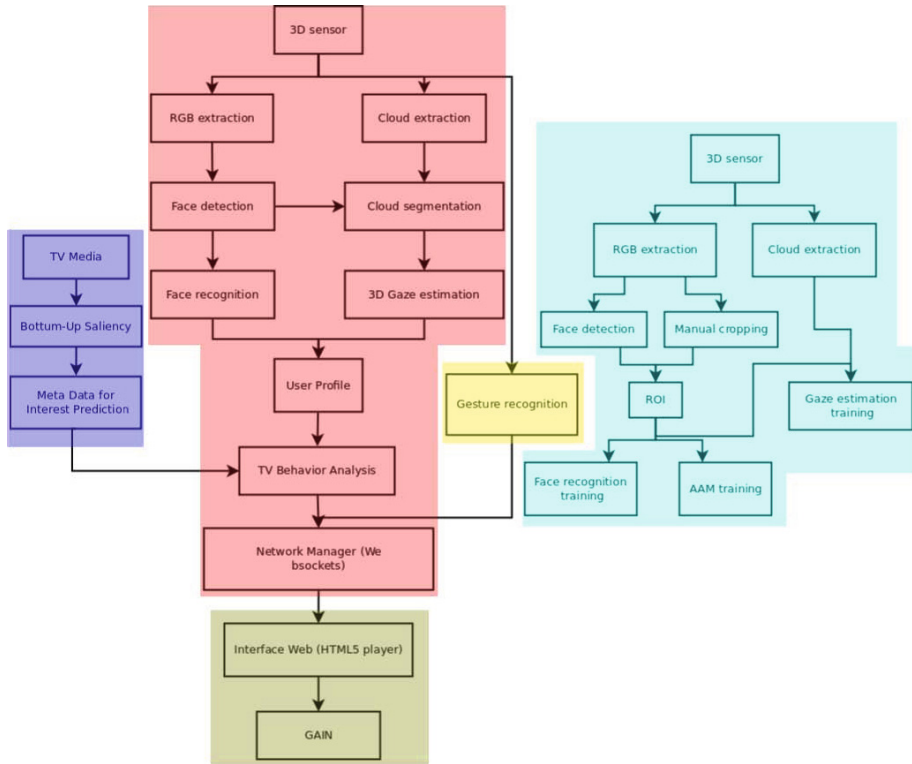 3D sensor
RGB extraction
Cloud extraction
Face detection
Cloud segmentation
Face recognition
3D Gaze estimation
User Profile
TV Behavior Analysis
Network Manager (We
bsockets)
TV Media
Bottum-Up Saliency
Meta Data for
Interest Prediction
Gesture recognition
Interface Web (HTML5 player)
GAIN
3D sensor
RGB extraction
Cloud extraction
Face detection
Manual cropping
ROI
Gaze estimation
training
Face recognition
training
AAM training